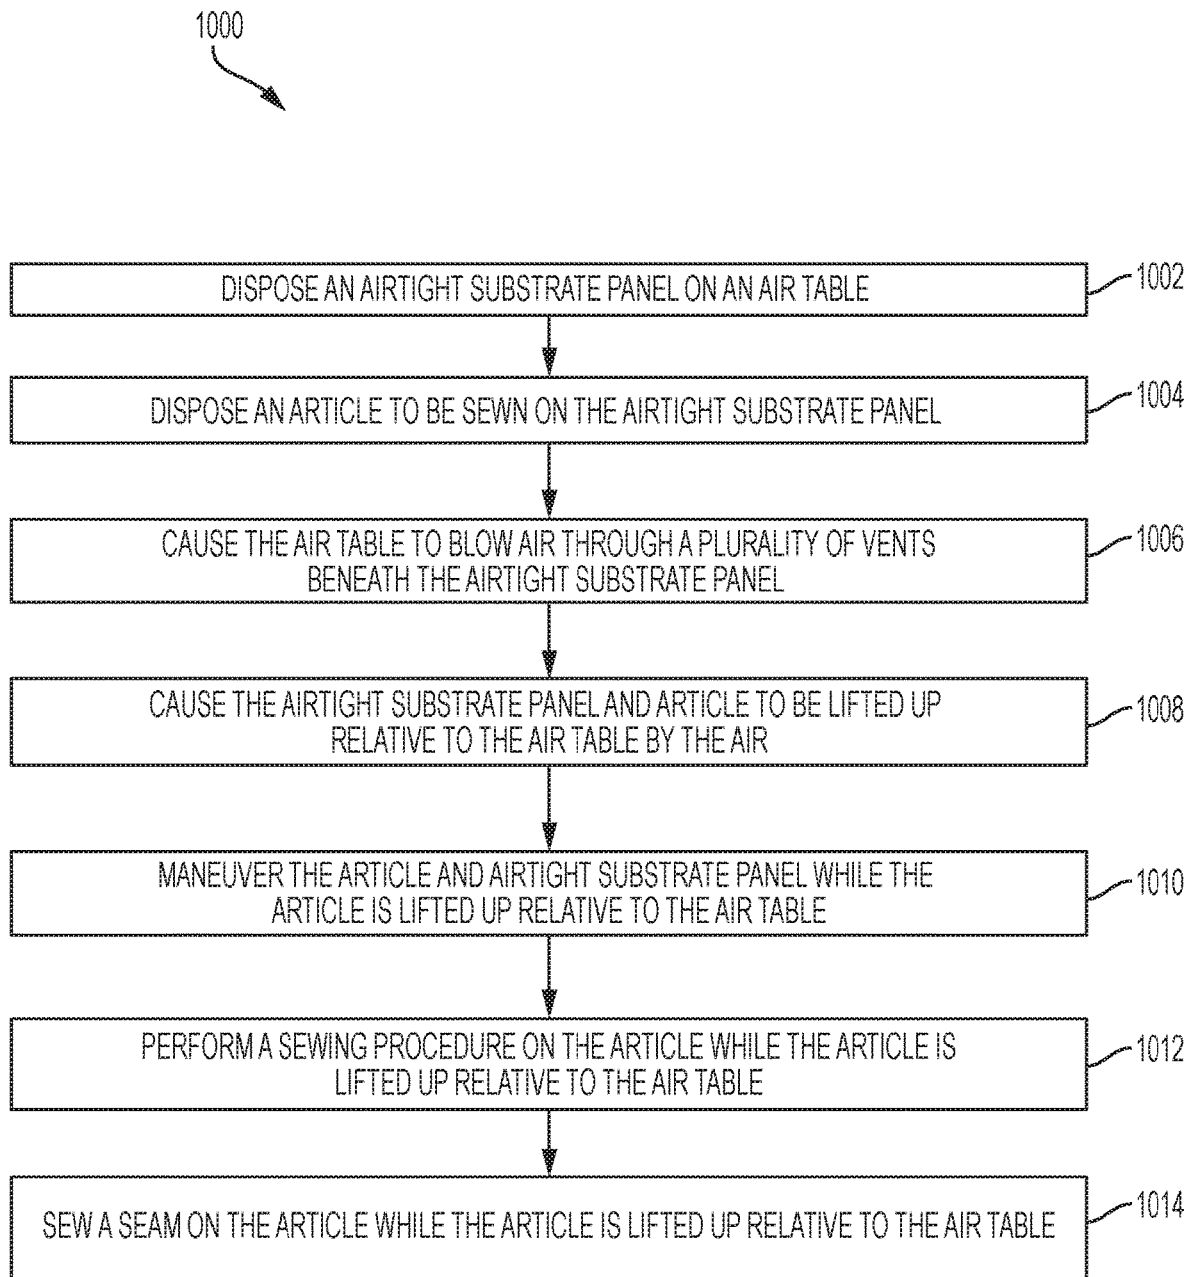 1000
DISPOSE AN AIRTIGHT SUBSTRATE PANEL ON AN AIR TABLE
1002
DISPOSE AN ARTICLE TO BE SEWN ON THE AIRTIGHT SUBSTRATE PANEL
1004
CAUSE THE AIR TABLE TO BLOW AIR THROUGH A PLURALITY OF VENTS
BENEATH THE AIRTIGHT SUBSTRATE PANEL
1006
CAUSE THE AIRTIGHT SUBSTRATE PANEL AND ARTICLE TO BE LIFTED UP
RELATIVE TO THE AIR TABLE BY THE AIR
1008
MANEUVER THE ARTICLE AND AIRTIGHT SUBSTRATE PANEL WHILE THE
ARTICLE IS LIFTED UP RELATIVE TO THE AIR TABLE
1010
PERFORM A SEWING PROCEDURE ON THE ARTICLE WHILE THE ARTICLE IS
LIFTED UP RELATIVE TO THE AIR TABLE
1012
SEW A SEAM ON THE ARTICLE WHILE THE ARTICLE IS LIFTED UP RELATIVE TO THE AIR TABLE
1014